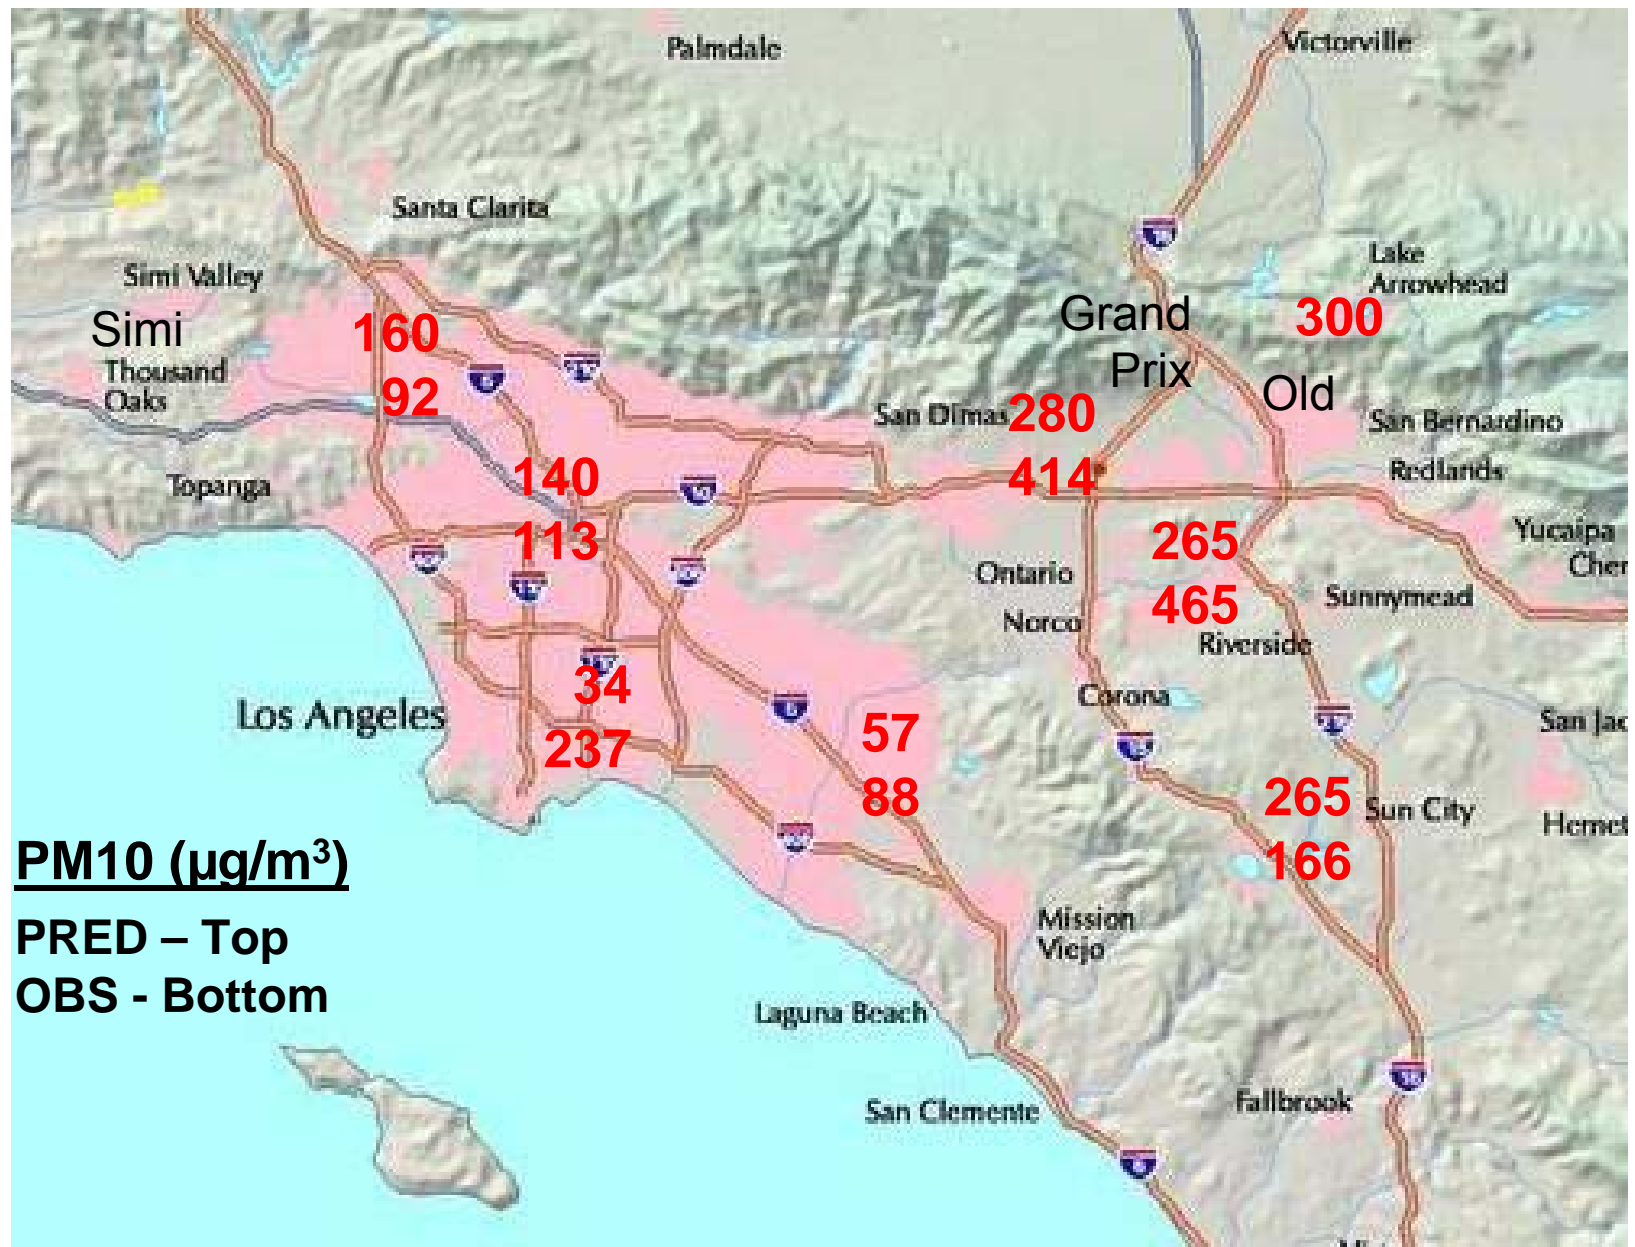 Palmdale
Victorville
Santa Clarita
Lake
Arrowhead
Simi Valley
Simi
160
Grand
300
Thousand
Oaks
92
Prix
Old
San Dimas
280
San Bernardino
414
Redlands
Topanga
140
113
265
Yucaipa
Cher
Ontario
465
Sunnymead
Norco
Riverside
34
Corona
Los Angeles
237
57
San Jac
88
265
Sun City
Hemet
166
PM10 (µg/m³)
PRED – Top
OBS - Bottom
Mission
Viejo
Laguna Beach
San Clemente
Fallbrook